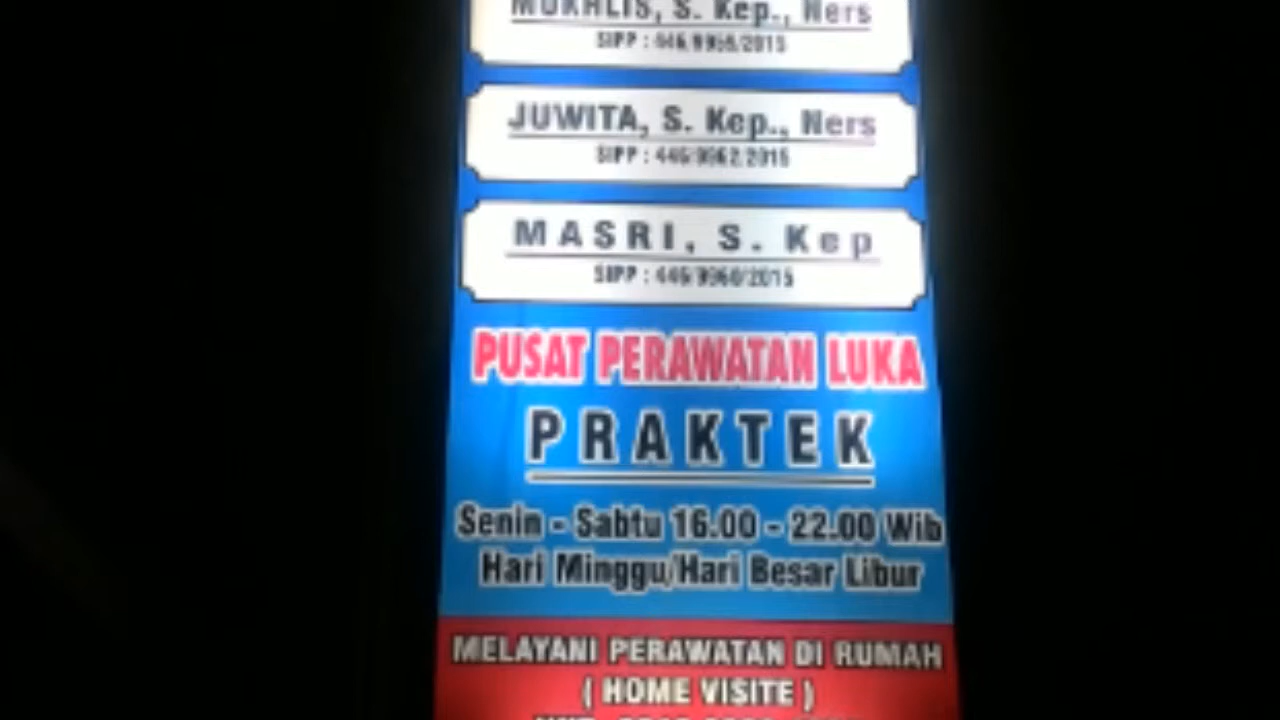 MUKHLIS, S. Kep., Ners
SIPP : 446/9958/2015
JUWITA, S. Kep., Ners
SIPP : 446/9962/2015
MASRI, S. Kep
SIPP : 446/9960/2015
PUSAT PERAWATAN LUKA
PRAKTEK
Senin - Sabtu 16.00 - 22.00 Wib
Hari Minggu/Hari Besar Libur
MELAYANI PERAWATAN DI RUMAH
( HOME VISITE )